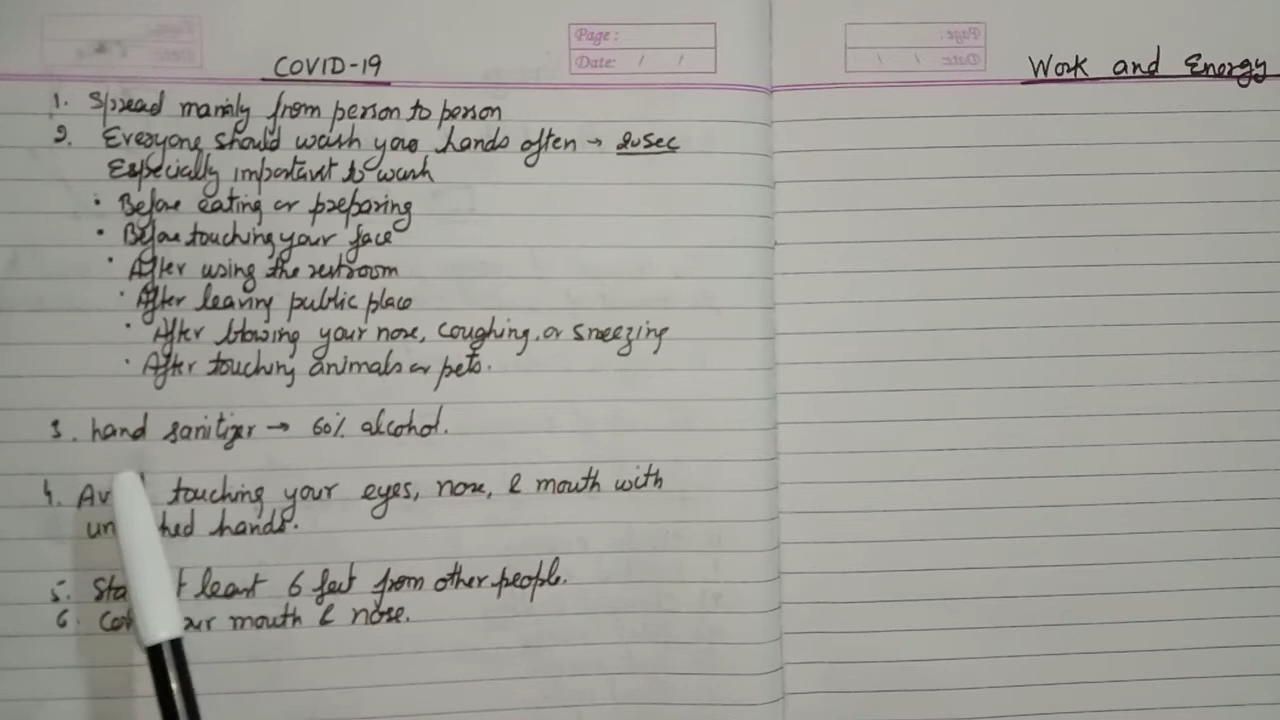 Page:
Date: / /
COVID-19
1. Spread mainly from person to person
2. Everyone should wash your hands often → 20sec
Especially important to wash
• Before eating or preparing
• Before touching your face
• After using the restroom
• After leaving public place
• After blowing your nose, coughing, or sneezing
• After touching animals or pets.
3. hand sanitizer → 60% alcohol.
4. touching your eyes, nose, & mouth with
hands.
5. least 6 feet from other people.
6. mouth & nose.
Work and Energy